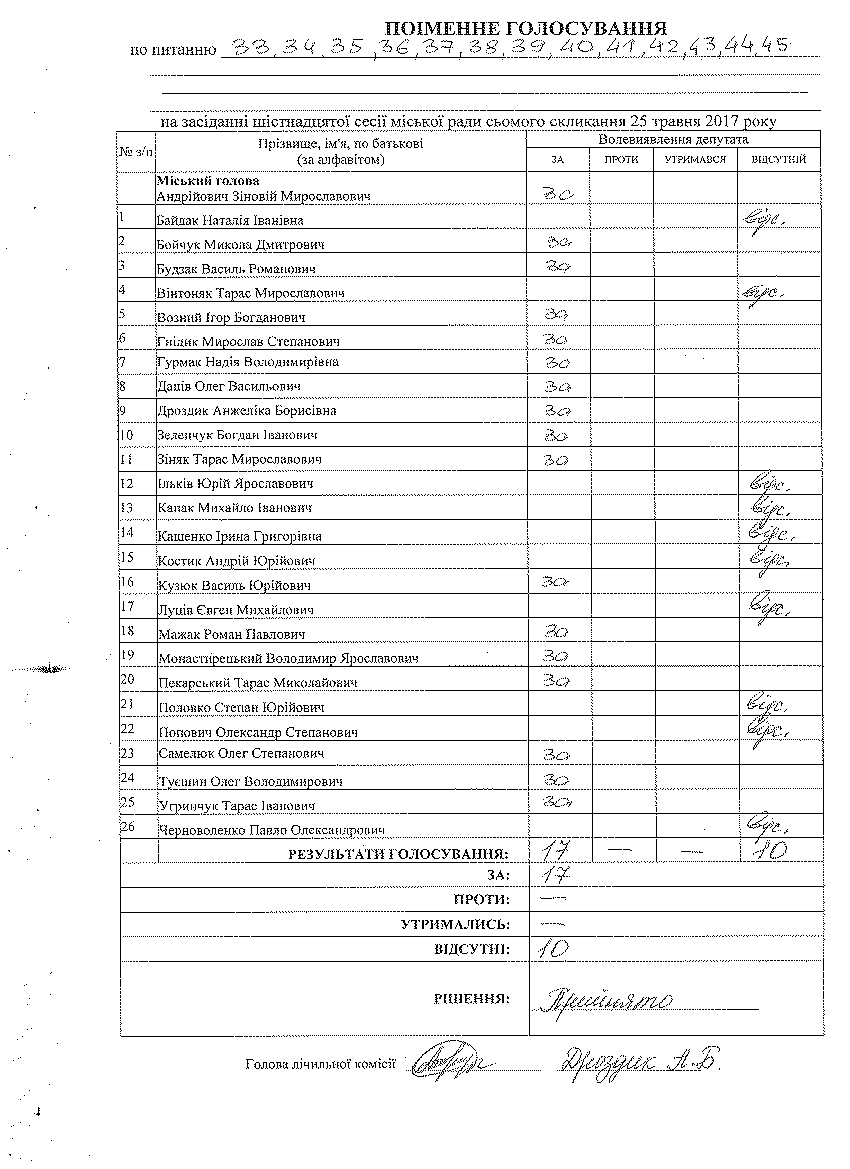 ПОІМЕННЕ ГОЛОСУВАННЯ
по питанню 33, 34, 35, 36, 37, 38, 39, 40, 41, 42, 43, 44, 45
на засіданні шістнадцятої сесії міської ради сьомого скликання 25 травня 2017 року
№ з/п Прізвище, ім'я, по батькові (за алфавітом) Волевиявлення депутата
ЗА ПРОТИ УТРИМАВСЯ ВІДСУТНІЙ
Міський голова
Андрійович Зіновій Мирославович за
1 Байдак Наталія Іванівна відс.
2 Бойчук Микола Дмитрович за
3 Будзак Василь Романович за
4 Вінтоняк Тарас Мирославович відс.
5 Возний Ігор Богданович за
6 Гнідик Мирослав Степанович за
7 Гурмак Надія Володимирівна за
8 Даців Олег Васильович за
9 Дроздик Анжеліка Борисівна за
10 Зеленчук Богдан Іванович за
11 Зіняк Тарас Мирославович за
12 Ільків Юрій Ярославович відс.
13 Капак Михайло Іванович відс.
14 Кащенко Ірина Григорівна відс.
15 Костик Андрій Юрійович відс.
16 Кузюк Василь Юрійович за
17 Луців Євген Михайлович відс.
18 Мажак Роман Павлович за
19 Монастирецький Володимир Ярославович за
20 Пекарський Тарас Миколайович за
21 Половко Степан Юрійович відс.
22 Попович Олександр Степанович відс.
23 Самелюк Олег Степанович за
24 Туєшин Олег Володимирович за
25 Угринчук Тарас Іванович за
26 Черноволенко Павло Олександрович відс.
РЕЗУЛЬТАТИ ГОЛОСУВАННЯ: 17 — — 10
ЗА: 17
ПРОТИ: —
УТРИМАЛИСЬ: —
ВІДСУТНІ: 10
РІШЕННЯ: Прийнято
Голова лічильної комісії Дроздик А.Б.